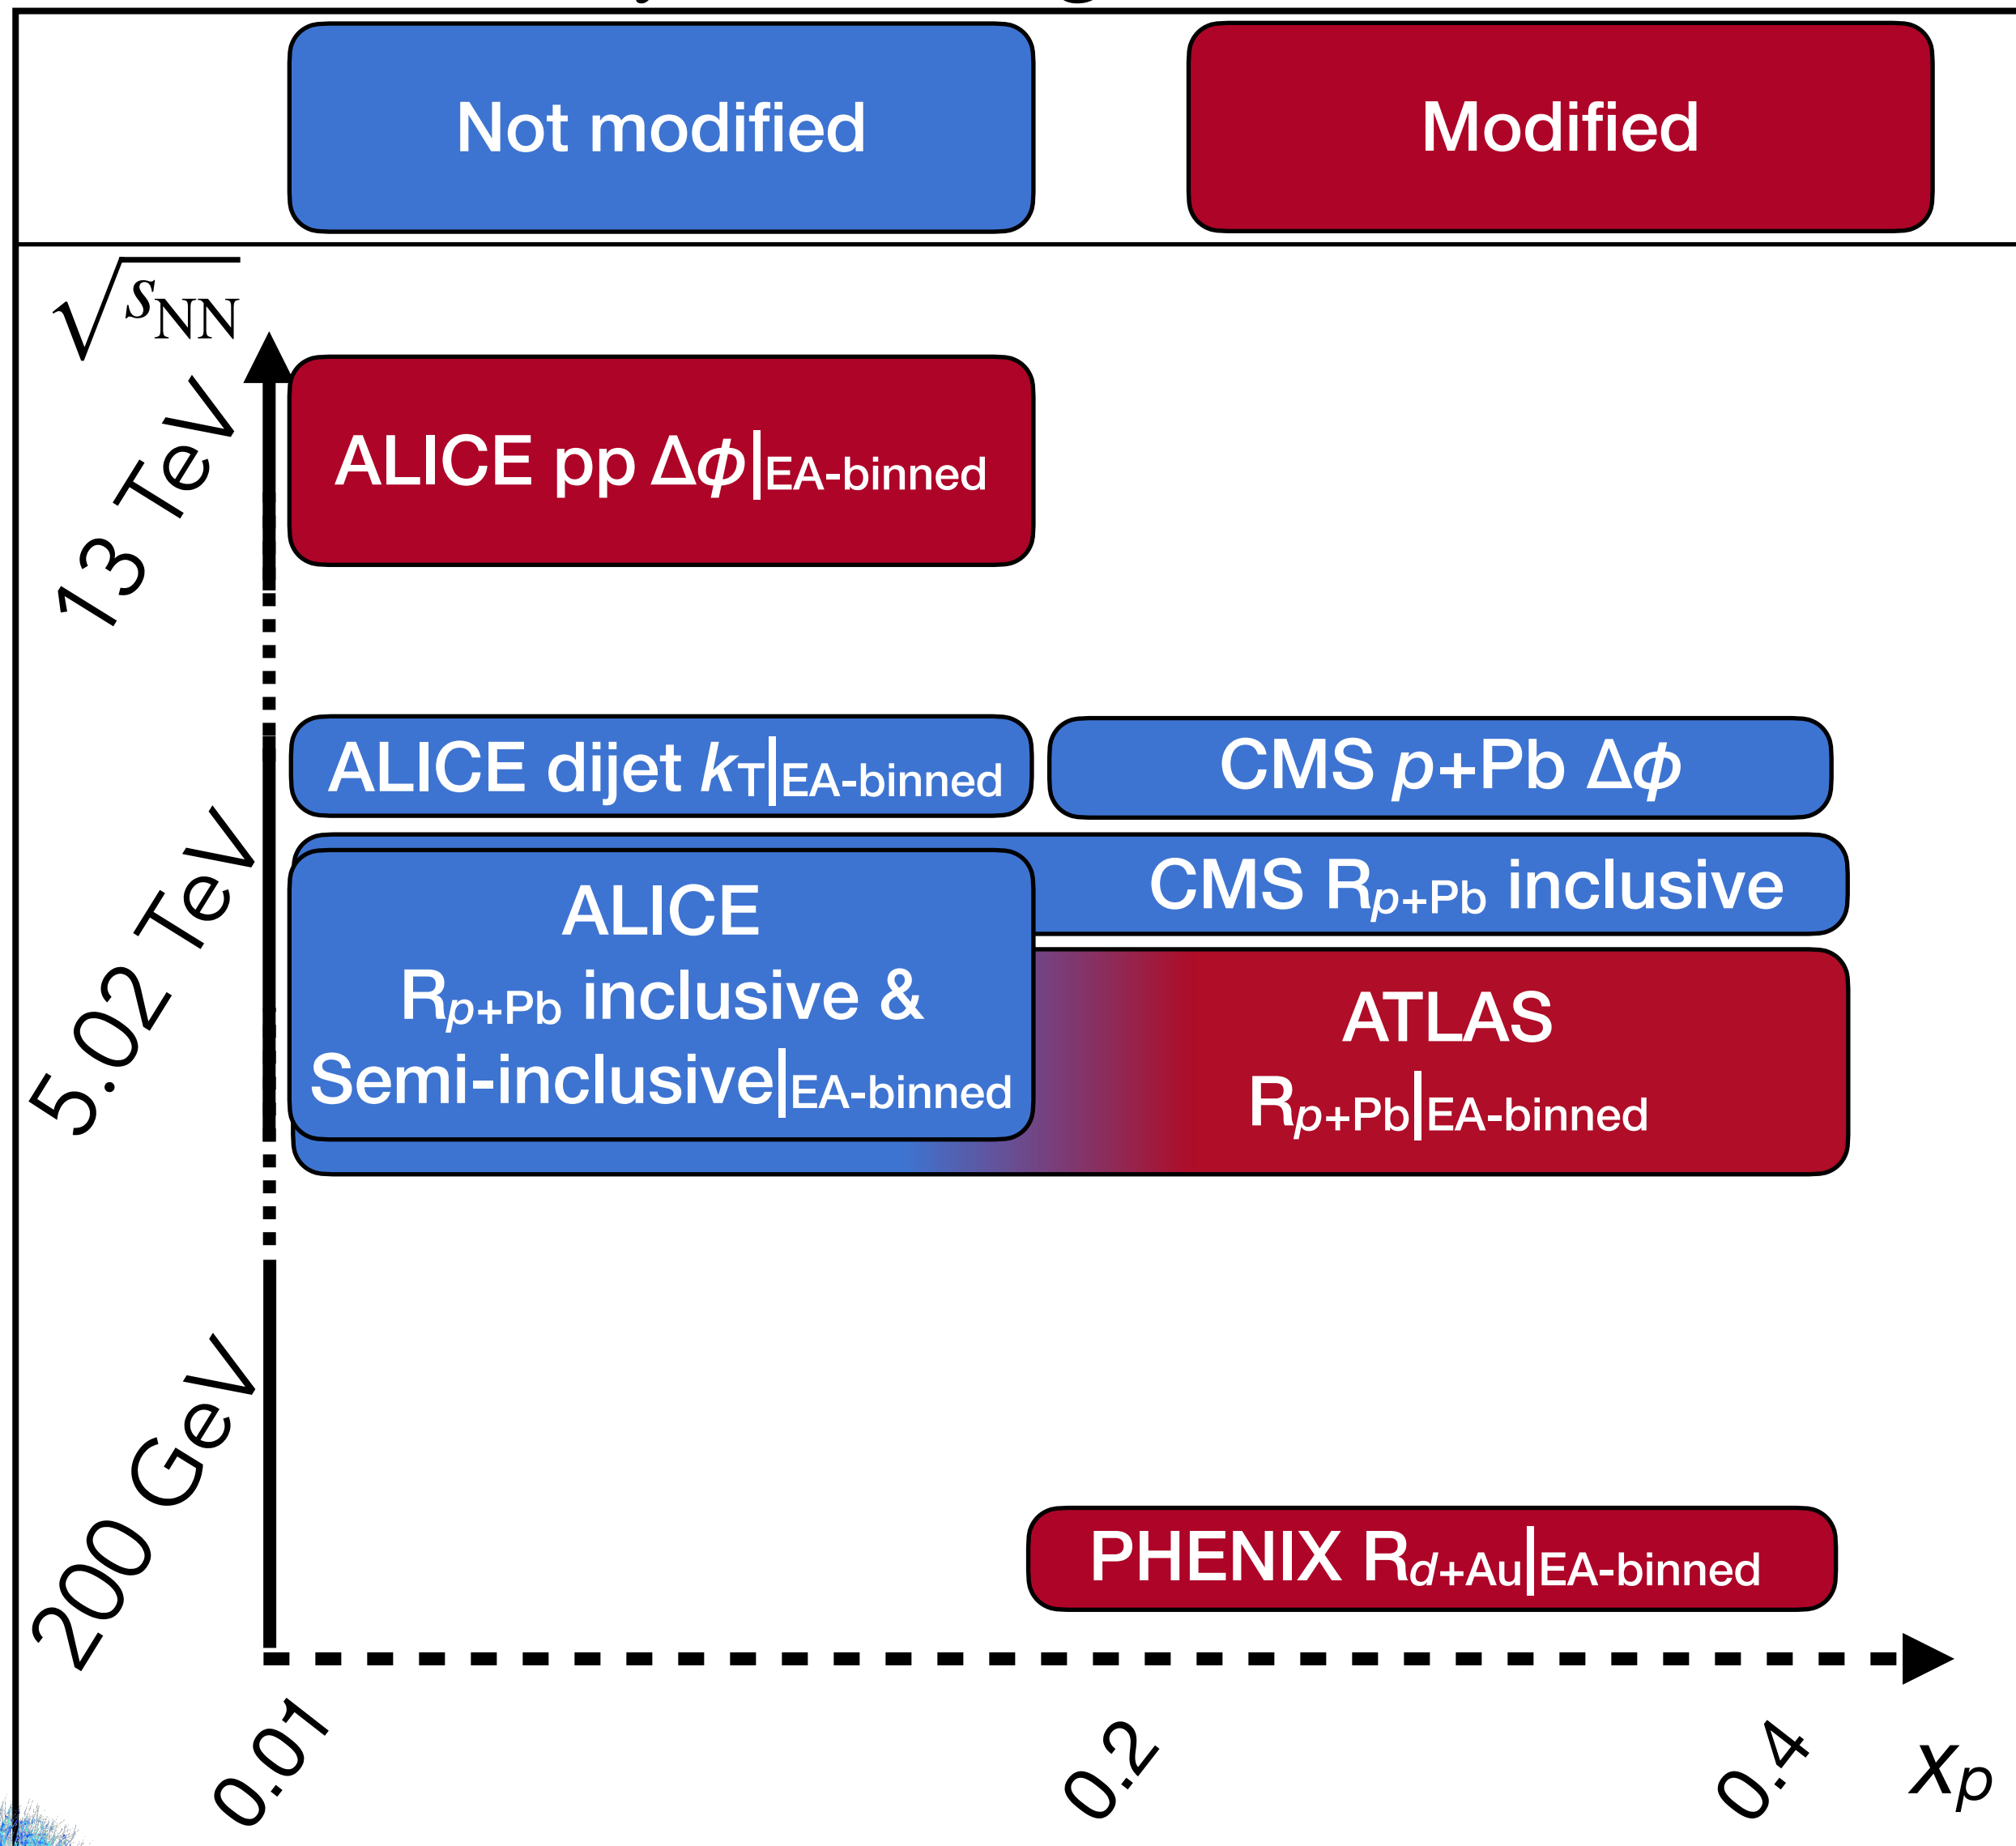 Not modified
Modified
√sNN
13 TeV
ALICE pp Δϕ|EA-binned
ALICE dijet kT|EA-binned
CMS p+Pb Δϕ
5.02 TeV
CMS Rp+Pb inclusive
ALICE
Rp+Pb inclusive &
Semi-inclusive|EA-binned
ATLAS
Rp+Pb|EA-binned
200 GeV
PHENIX Rd+Au|EA-binned
0.01
0.2
0.4
xp